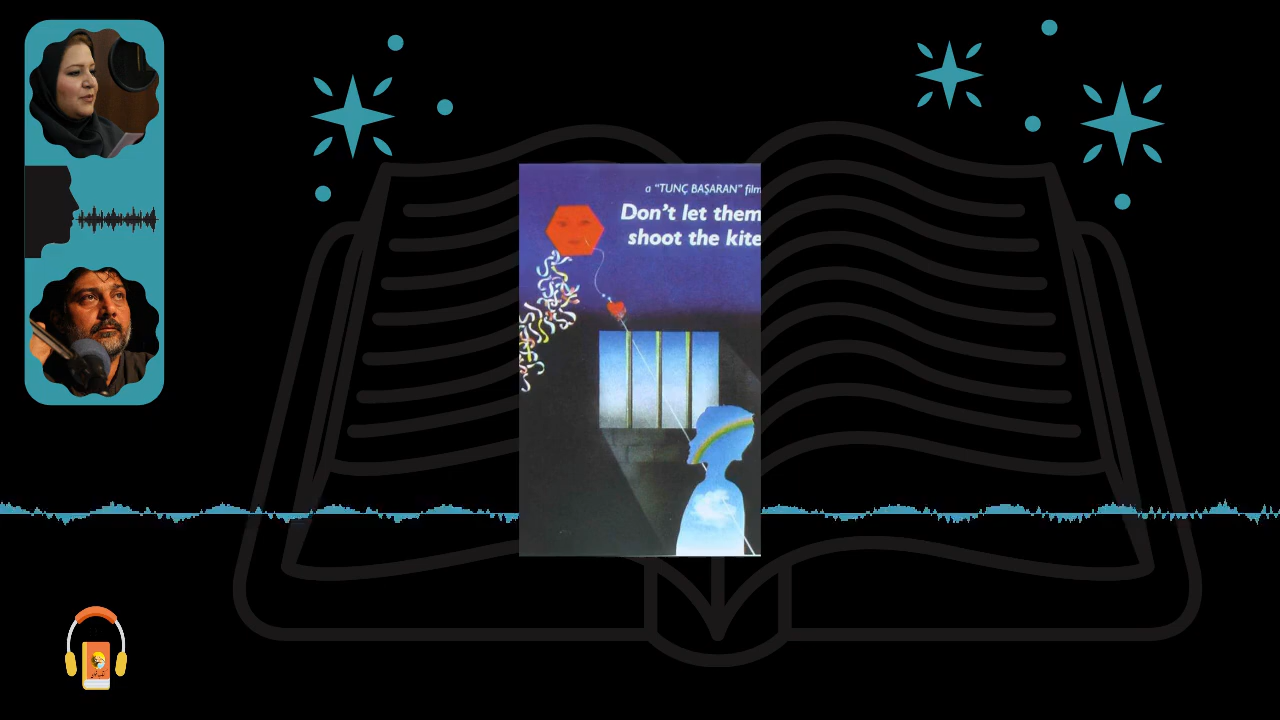 a “TUNÇ BAŞARAN” film
Don’t let them
shoot the kite